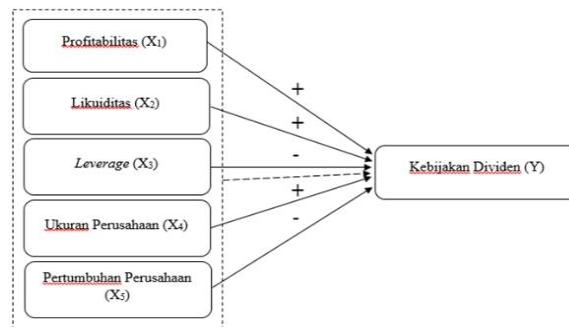 Profitabilitas (X₁)
+
Likuiditas (X₂)
+
Leverage (X₃)
-
Kebijakan Dividen (Y)
+
Ukuran Perusahaan (X₄)
-
Pertumbuhan Perusahaan
(X₅)